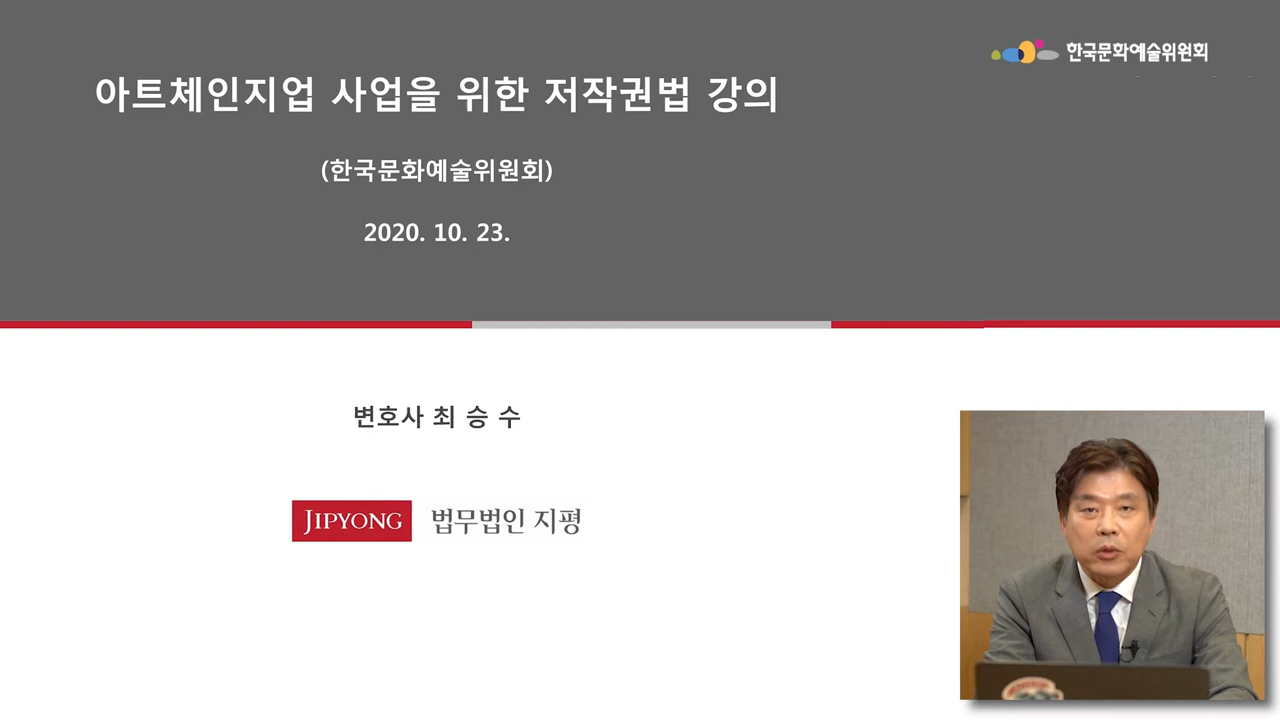 한국문화예술위원회
아트체인지업 사업을 위한 저작권법 강의
(한국문화예술위원회)
2020. 10. 23.
변호사 최 승 수
JIPYONG 법무법인 지평